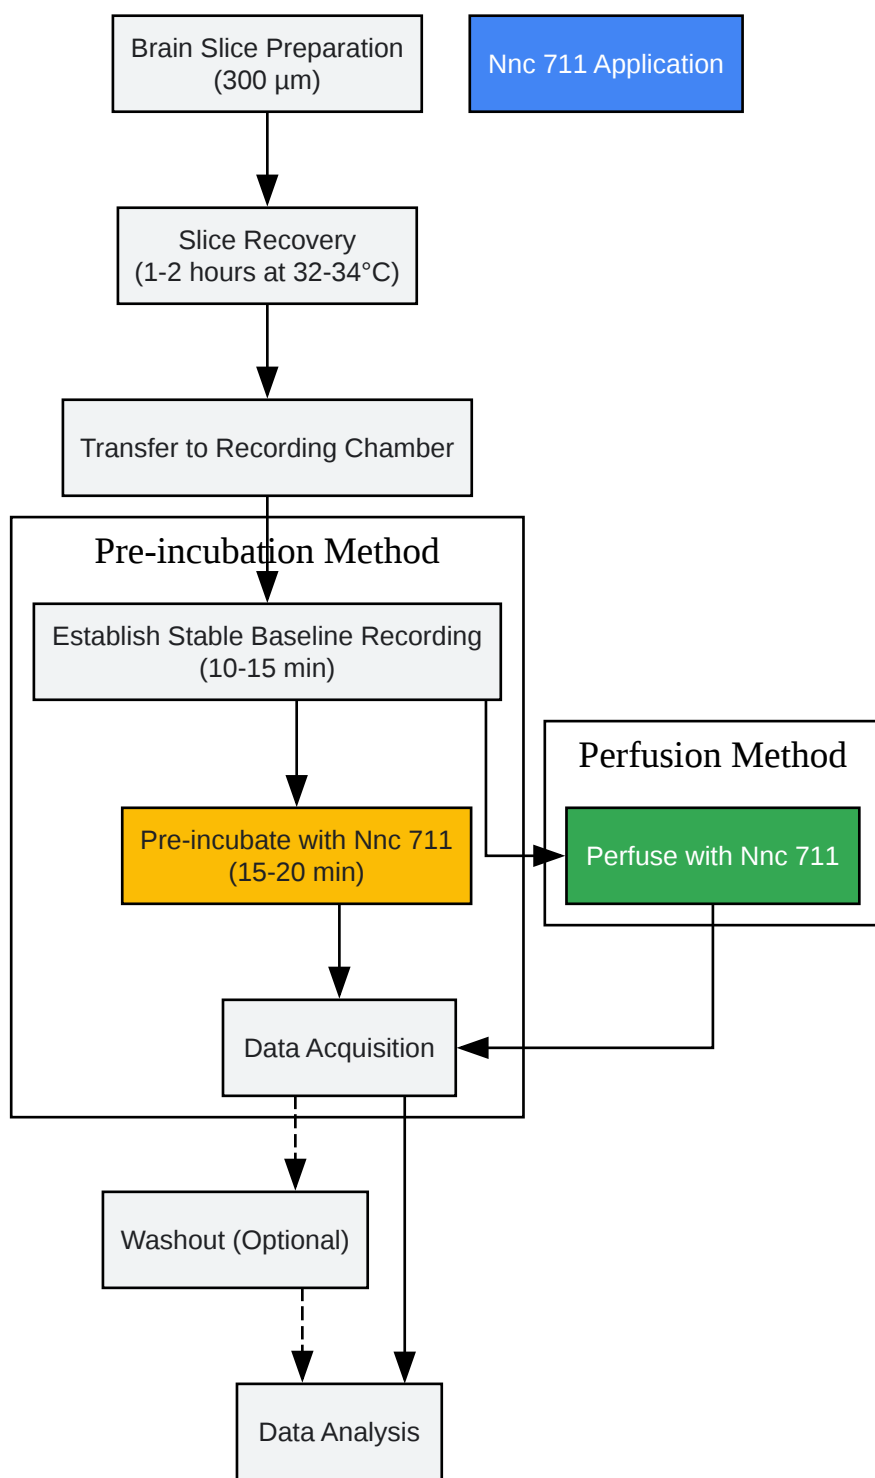 Brain Slice Preparation
(300 µm)
Nnc 711 Application
Slice Recovery
(1-2 hours at 32-34°C)
Transfer to Recording Chamber
Pre-incubation Method
Establish Stable Baseline Recording
(10-15 min)
Perfusion Method
Pre-incubate with Nnc 711
(15-20 min)
Perfuse with Nnc 711
Data Acquisition
Washout (Optional)
Data Analysis